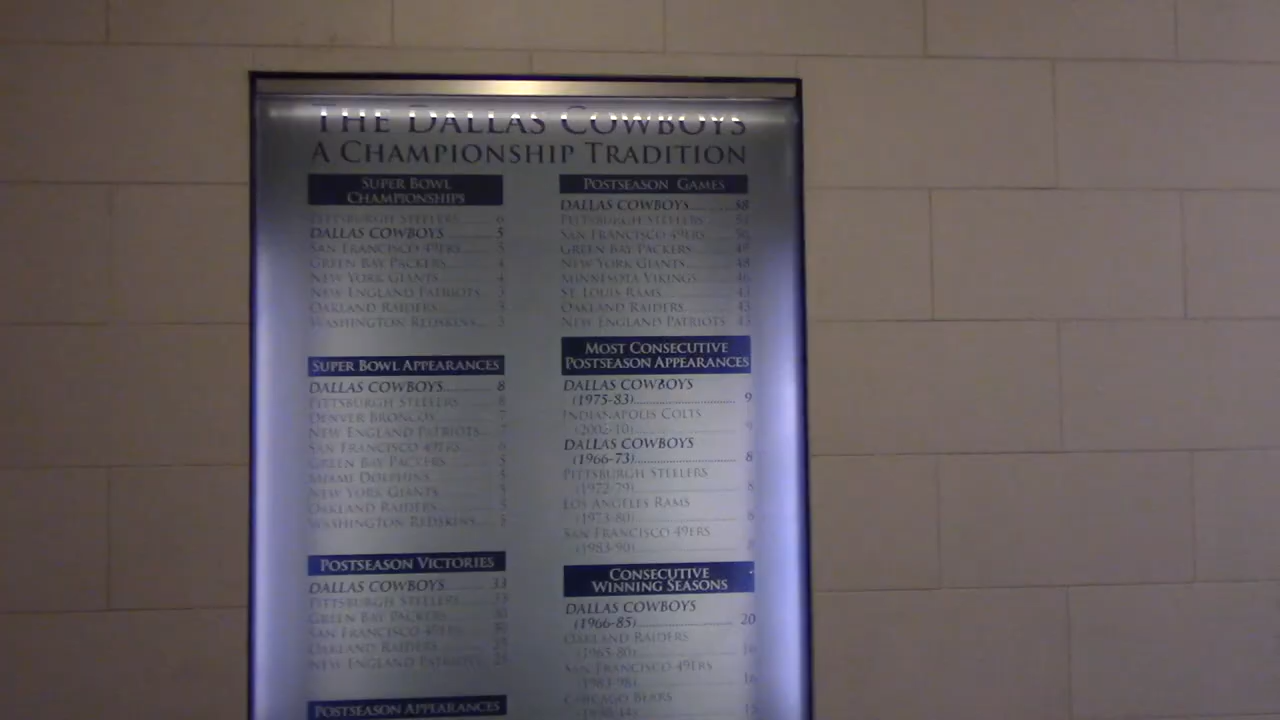 THE DALLAS COWBOYS
A CHAMPIONSHIP TRADITION
SUPER BOWL
CHAMPIONSHIPS
PITTSBURGH STEELERS 6
DALLAS COWBOYS 5
SAN FRANCISCO 49ERS 5
GREEN BAY PACKERS 4
NEW YORK GIANTS 4
NEW ENGLAND PATRIOTS 3
OAKLAND RAIDERS 3
WASHINGTON REDSKINS 3
SUPER BOWL APPEARANCES
DALLAS COWBOYS 8
PITTSBURGH STEELERS 8
DENVER BRONCOS
NEW ENGLAND PATRIOTS
SAN FRANCISCO 49ERS 6
GREEN BAY PACKERS 5
MIAMI DOLPHINS 5
NEW YORK GIANTS 5
OAKLAND RAIDERS 5
WASHINGTON REDSKINS 5
POSTSEASON VICTORIES
DALLAS COWBOYS 33
PITTSBURGH STEELERS 33
GREEN BAY PACKERS
SAN FRANCISCO 49ERS
OAKLAND RAIDERS 25
NEW ENGLAND PATRIOTS
POSTSEASON APPEARANCES
POSTSEASON GAMES
DALLAS COWBOYS 58
PITTSBURGH STEELERS
SAN FRANCISCO 49ERS
GREEN BAY PACKERS
NEW YORK GIANTS 48
MINNESOTA VIKINGS 46
ST. LOUIS RAMS 43
OAKLAND RAIDERS 43
NEW ENGLAND PATRIOTS 43
MOST CONSECUTIVE
POSTSEASON APPEARANCES
DALLAS COWBOYS
(1975-83) 9
INDIANAPOLIS COLTS
(2002-10) 9
DALLAS COWBOYS
(1966-73) 8
PITTSBURGH STEELERS
(1972-79) 8
LOS ANGELES RAMS
(1973-80) 8
SAN FRANCISCO 49ERS
(1983-90) 8
CONSECUTIVE
WINNING SEASONS
DALLAS COWBOYS
(1966-85) 20
OAKLAND RAIDERS
(1965-80) 16
SAN FRANCISCO 49ERS
(1983-98) 16
CHICAGO BEARS
15